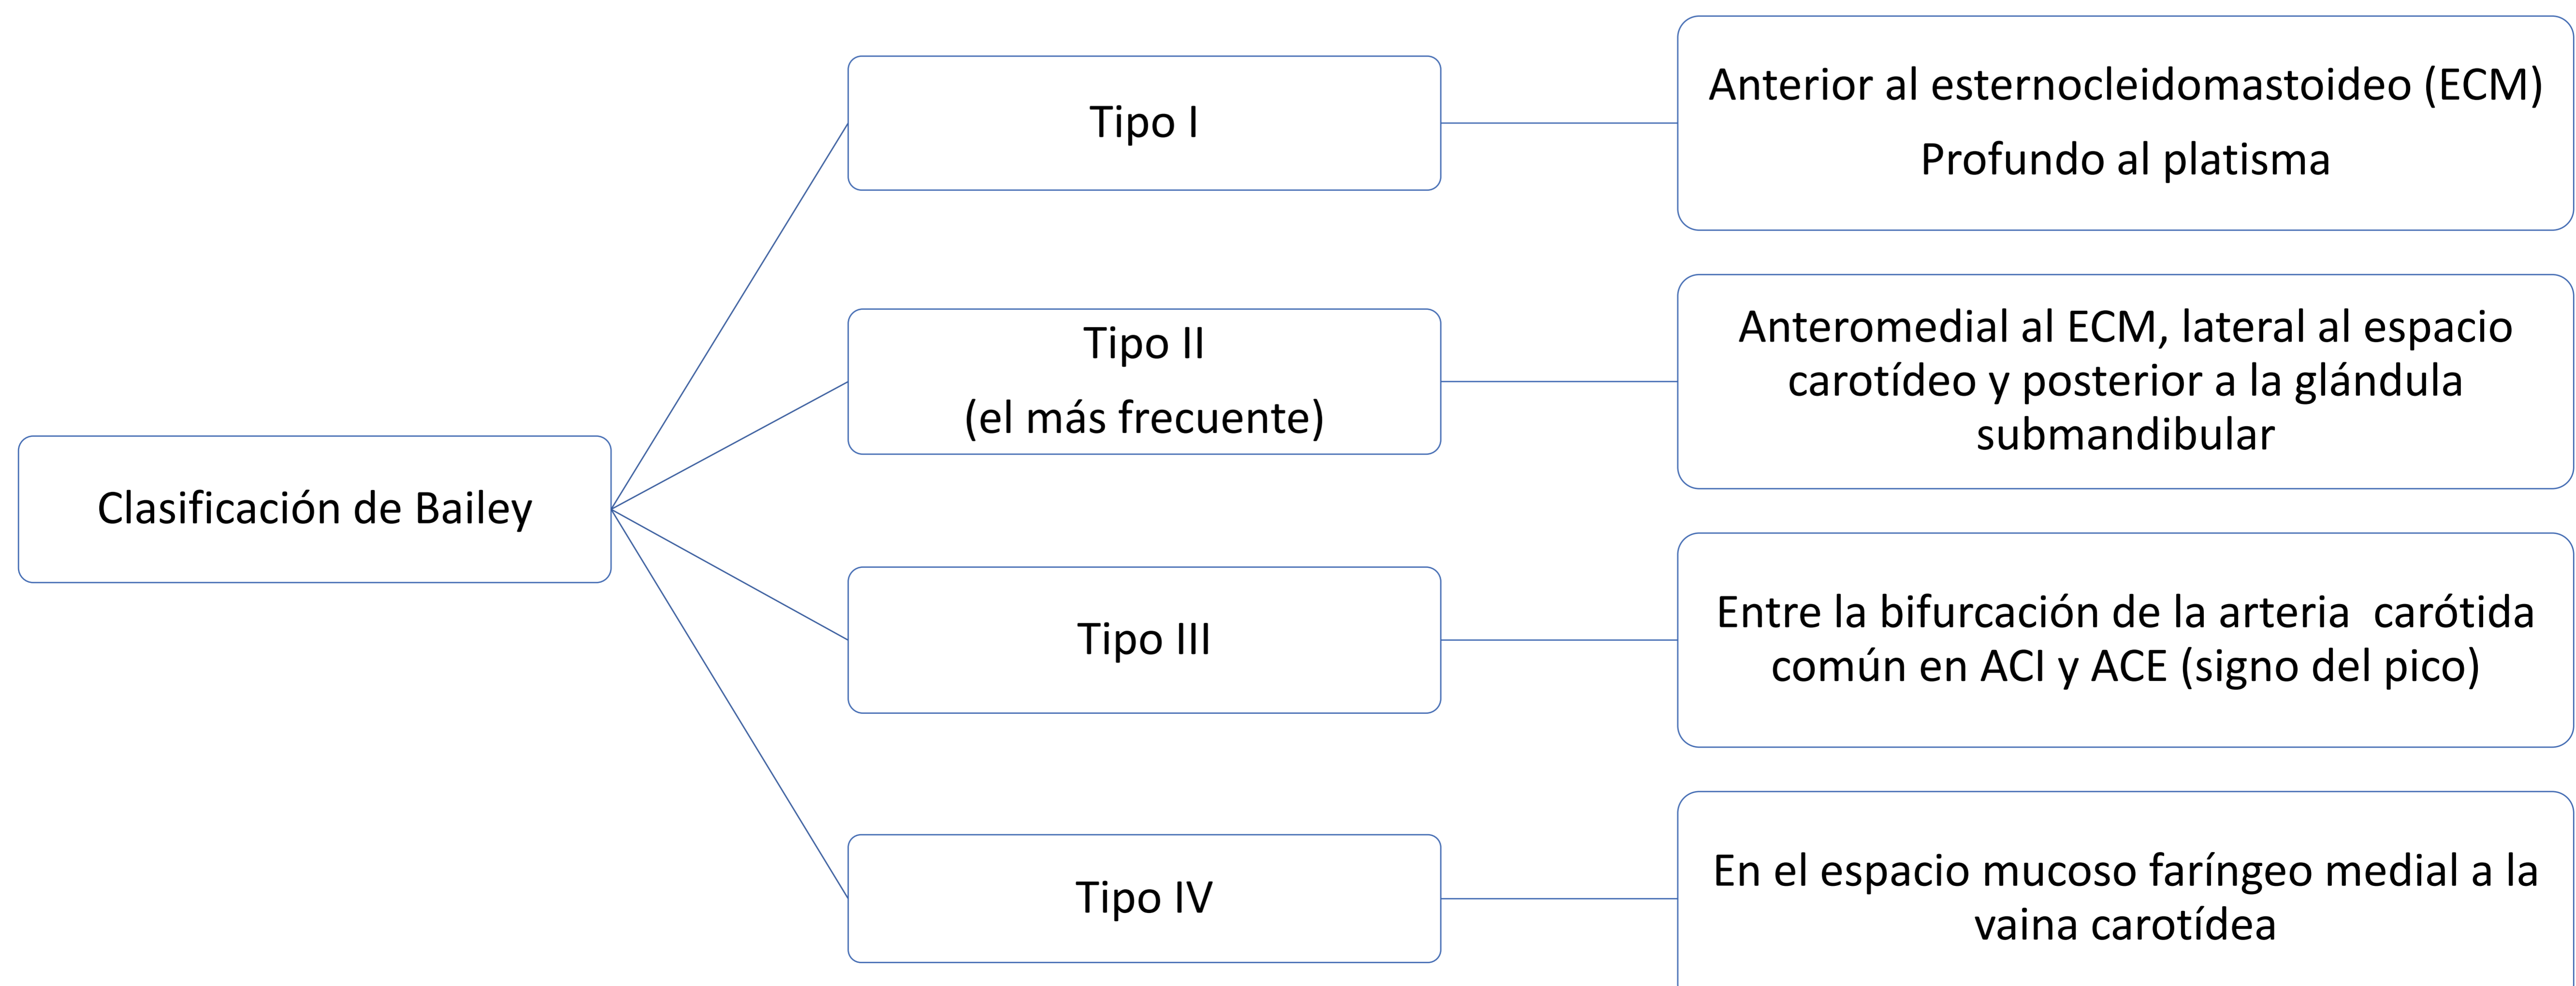 Clasificación de Bailey
Tipo I
Anterior al esternocleidomastoideo (ECM)
Profundo al platisma
Tipo II
(el más frecuente)
Anteromedial al ECM, lateral al espacio
carotídeo y posterior a la glándula
submandibular
Tipo III
Entre la bifurcación de la arteria  carótida
común en ACI y ACE (signo del pico)
Tipo IV
En el espacio mucoso faríngeo medial a la
vaina carotídea